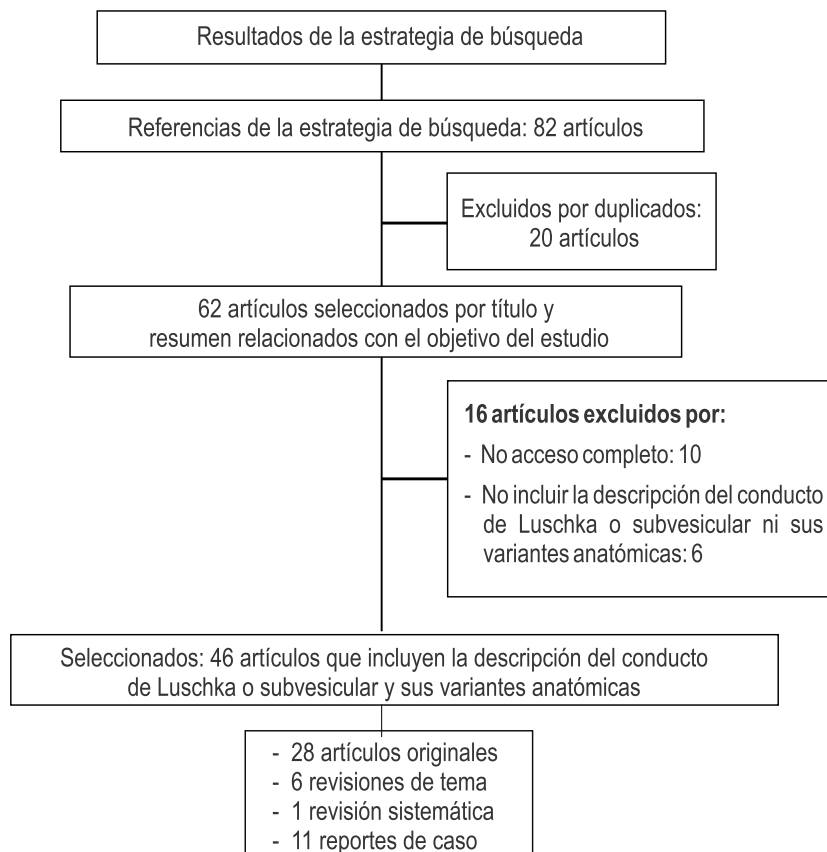 Resultados de la estrategia de búsqueda
Referencias de la estrategia de búsqueda: 82 artículos
Excluidos por duplicados:
20 artículos
62 artículos seleccionados por título y
resumen relacionados con el objetivo del estudio
16 artículos excluidos por:
- No acceso completo: 10
- No incluir la descripción del conducto
de Luschka o subvesicular ni sus
variantes anatómicas: 6
Seleccionados: 46 artículos que incluyen la descripción del conducto
de Luschka o subvesicular y sus variantes anatómicas
- 28 artículos originales
- 6 revisiones de tema
- 1 revisión sistemática
- 11 reportes de caso